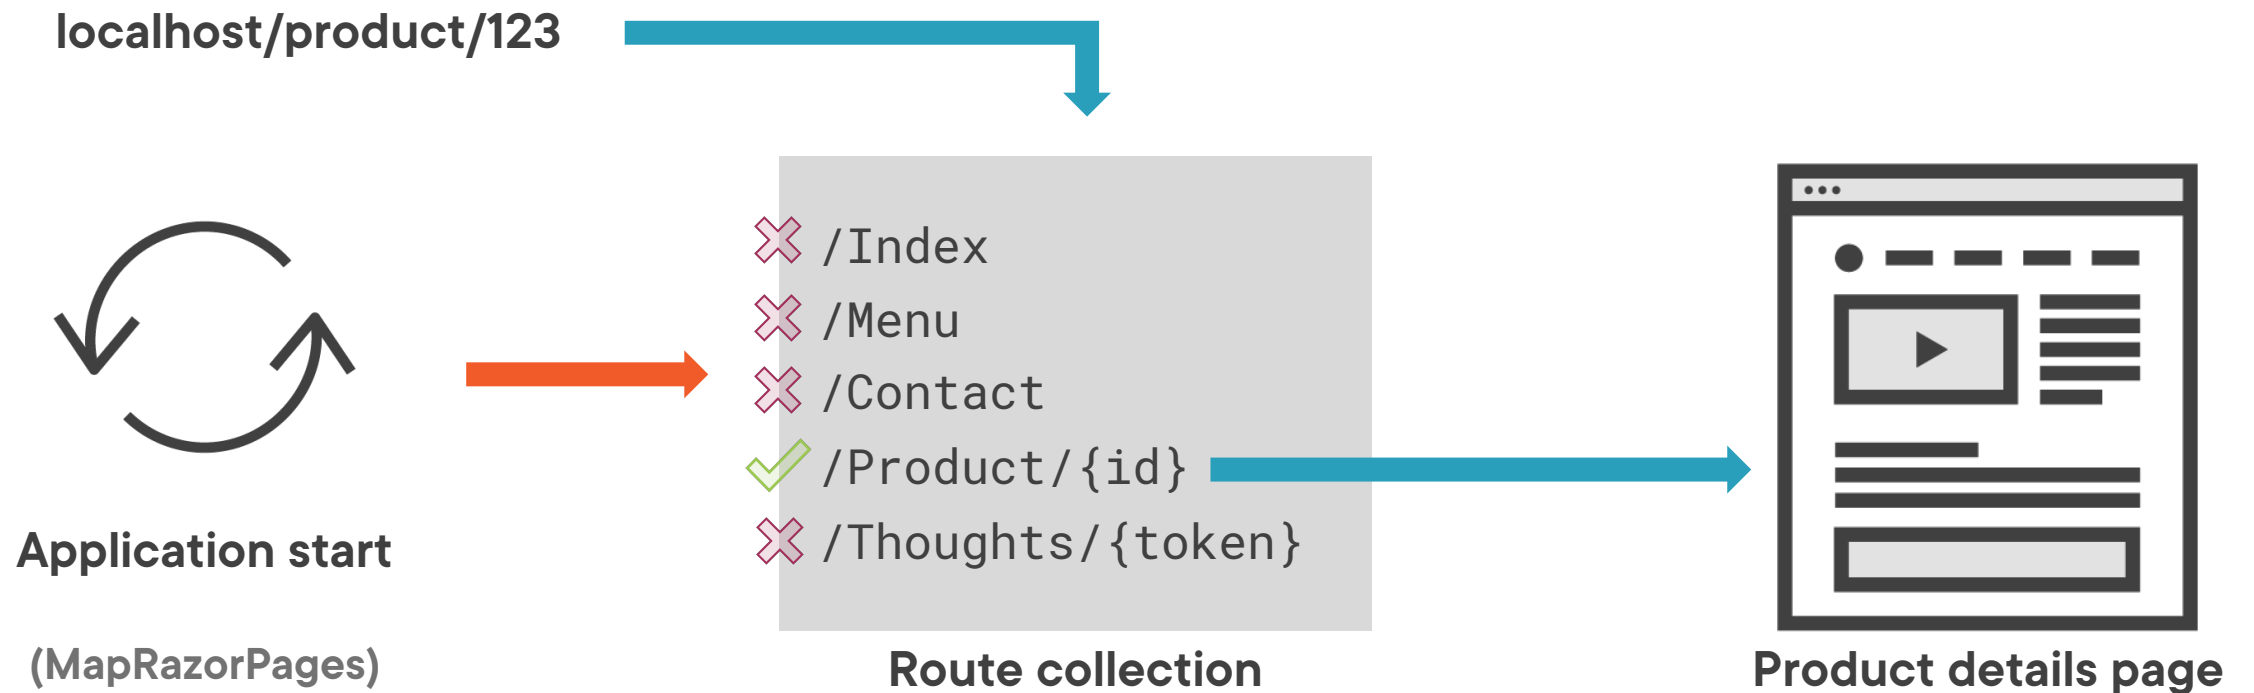 localhost/product/123
/Index
/Menu
/Contact
/Product/{id}
/Thoughts/{token}
Application start
(MapRazorPages)
Route collection
Product details page